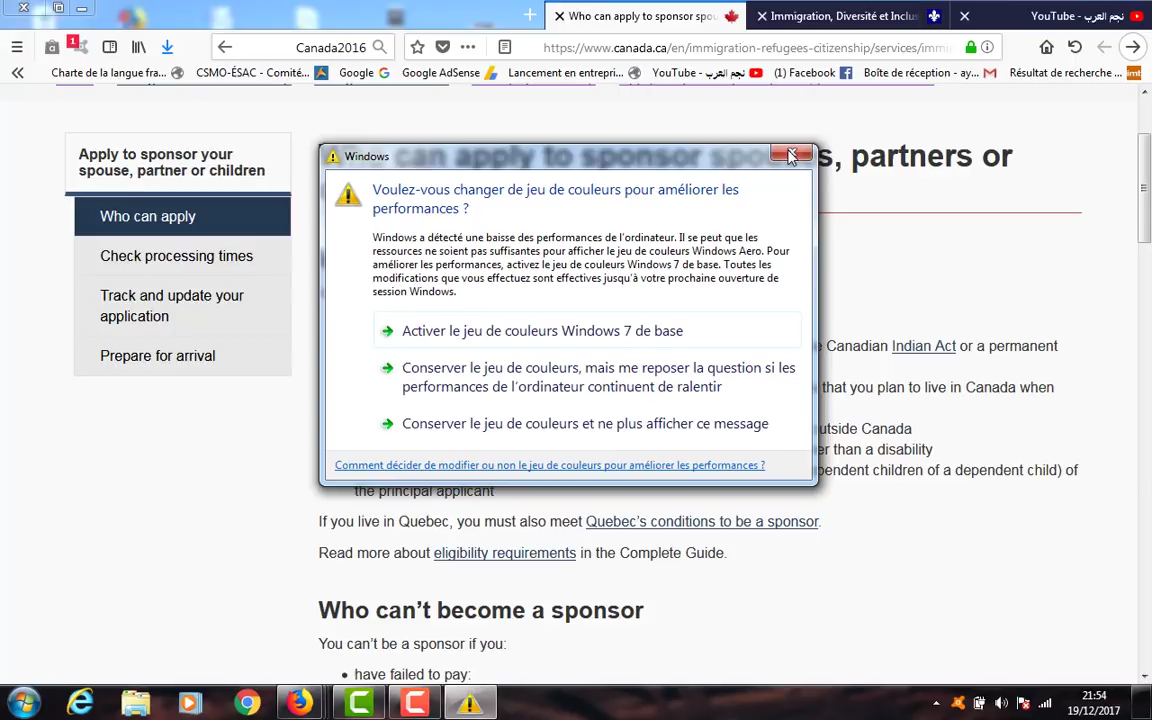 Who can apply to sponsor spou
Immigration, Diversité et Inclus
YouTube - نجم العرب
1
Canada2016
https://www.canada.ca/en/immigration-refugees-citizenship/services/immi
Charte de la langue fra...
CSMO-ÉSAC - Comité...
Google
Google AdSense
Lancement en entrepri...
YouTube - نجم العرب
(1) Facebook
Boîte de réception - ay...
Résultat de recherche ...
imt
Apply to sponsor your
spouse, partner or children
Who can apply
Check processing times
Track and update your
application
Prepare for arrival
Who can apply to sponsor spouses, partners or
Windows
Voulez-vous changer de jeu de couleurs pour améliorer les
performances ?
Windows a détecté une baisse des performances de l'ordinateur. Il se peut que les
ressources ne soient pas suffisantes pour afficher le jeu de couleurs Windows Aero. Pour
améliorer les performances, activez le jeu de couleurs Windows 7 de base. Toutes les
modifications que vous effectuez sont effectives jusqu'à votre prochaine ouverture de
session Windows.
Activer le jeu de couleurs Windows 7 de base
Conserver le jeu de couleurs, mais me reposer la question si les
performances de l'ordinateur continuent de ralentir
Conserver le jeu de couleurs et ne plus afficher ce message
Comment décider de modifier ou non le jeu de couleurs pour améliorer les performances ?
e Canadian Indian Act or a permanent
that you plan to live in Canada when
outside Canada
er than a disability
pendent children of a dependent child) of
the principal applicant
If you live in Quebec, you must also meet Quebec's conditions to be a sponsor.
Read more about eligibility requirements in the Complete Guide.
Who can't become a sponsor
You can't be a sponsor if you:
have failed to pay:
21:54
19/12/2017